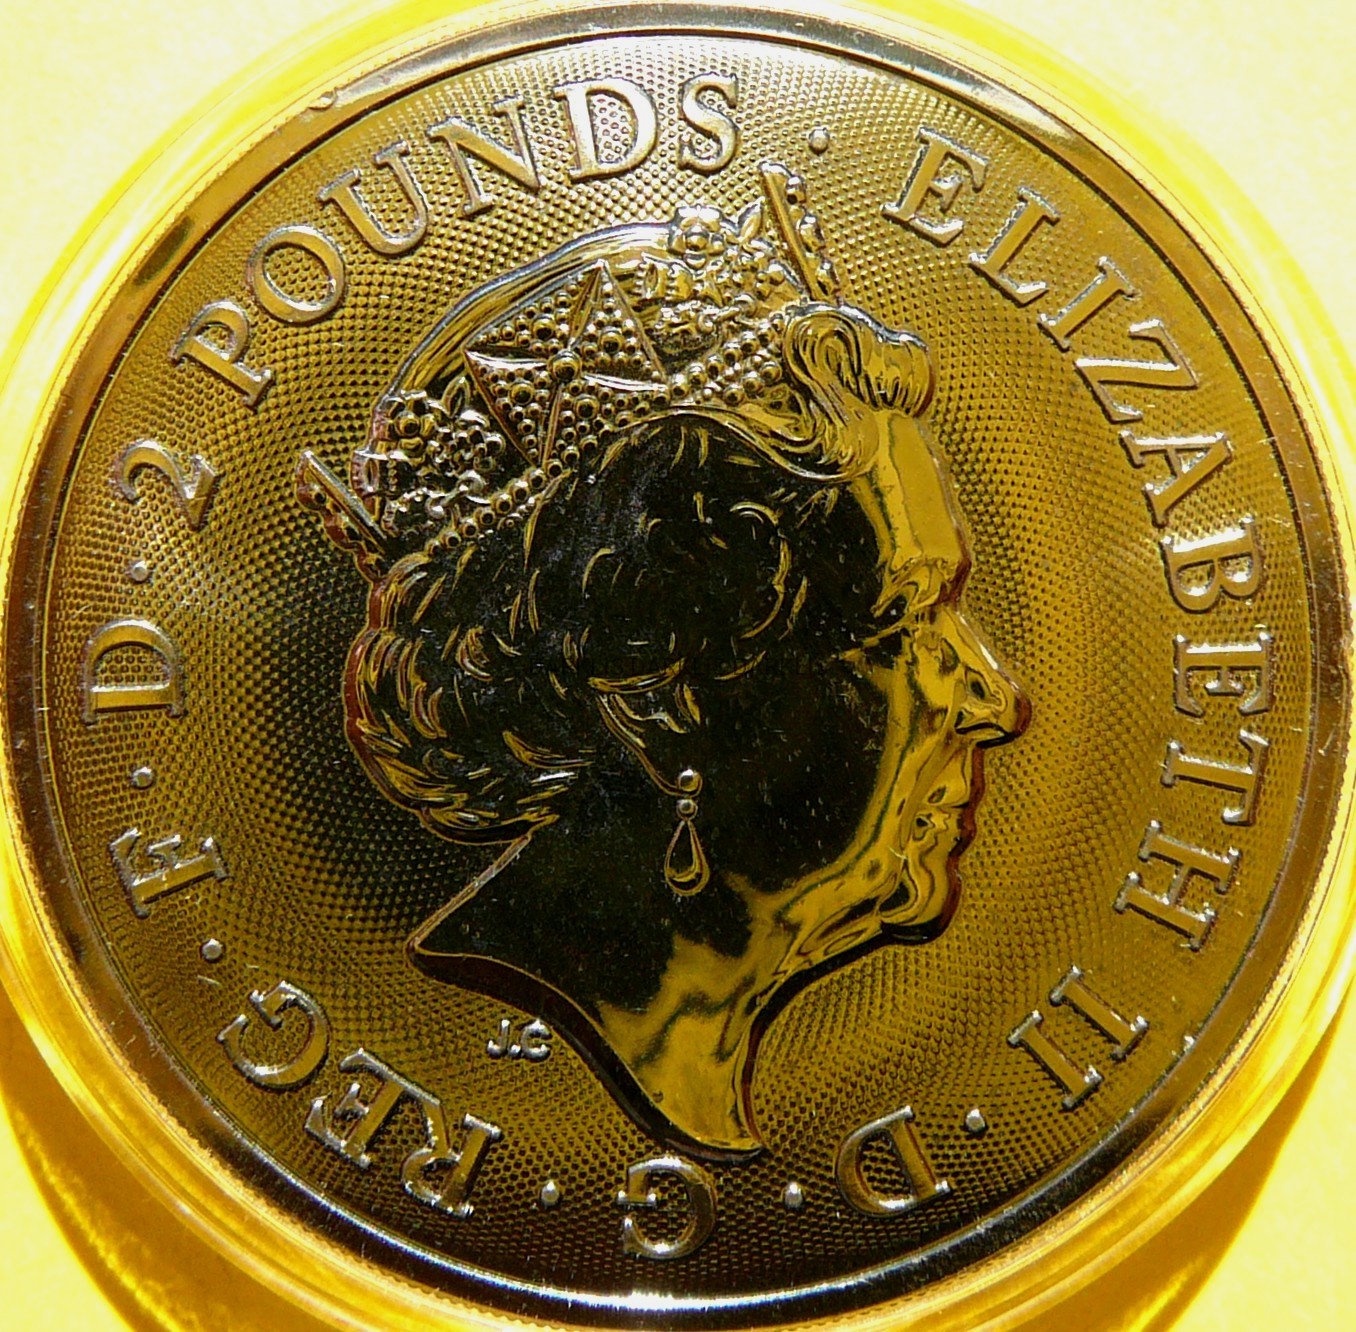 ELIZABETH II · D · G · REG · F · D · 2 POUNDS ·
J.C